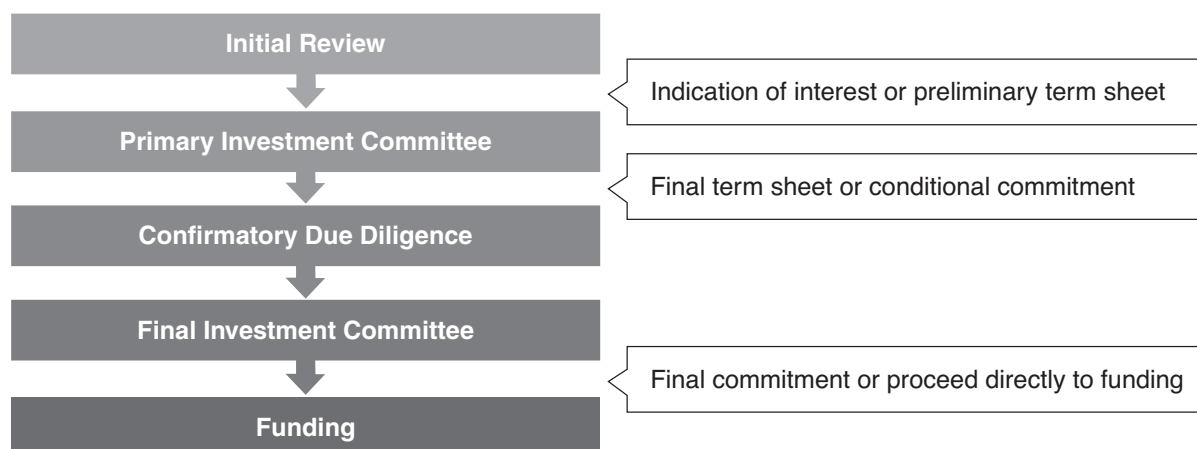 Initial Review
Indication of interest or preliminary term sheet
Primary Investment Committee
Final term sheet or conditional commitment
Confirmatory Due Diligence
Final Investment Committee
Final commitment or proceed directly to funding
Funding